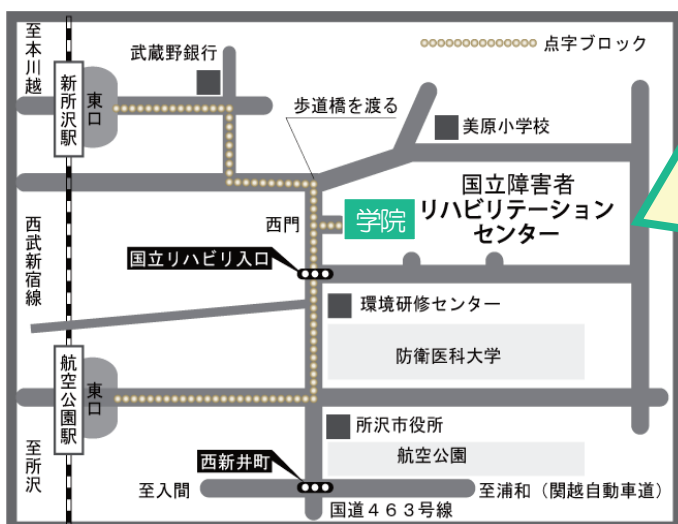 至本川越
武蔵野銀行
点字ブロック
新所沢駅
東口
歩道橋を渡る
美原小学校
国立障害者
リハビリテーション
センター
学院
西門
西武新宿線
国立リハビリ入口
環境研修センター
防衛医科大学
航空公園駅
東口
所沢市役所
至所沢
西新井町
航空公園
至入間
至浦和（関越自動車道）
国道４６３号線